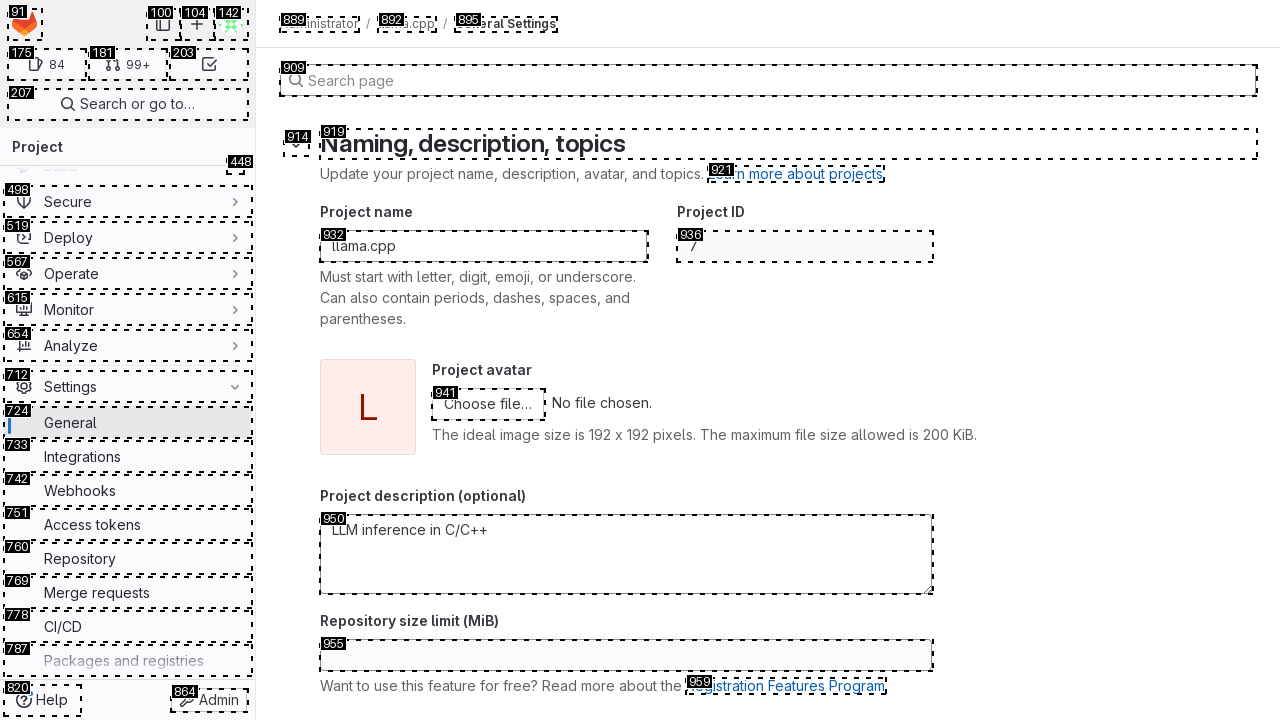 91
100
104
142
175
84
181
99+
203
207
Search or go to…
Project
448
498
Secure
519
Deploy
567
Operate
615
Monitor
654
Analyze
712
Settings
724
General
733
Integrations
742
Webhooks
751
Access tokens
760
Repository
769
Merge requests
778
CI/CD
787
Packages and registries
820
Help
864
Admin
889 / 892 / 895
General Settings
909
Search page
914
919
Naming, description, topics
921
Update your project name, description, avatar, and topics. Learn more about projects.
Project name
932
llama.cpp
Must start with letter, digit, emoji, or underscore.
Can also contain periods, dashes, spaces, and
parentheses.
Project ID
936
7
L
Project avatar
941
Choose file… No file chosen.
The ideal image size is 192 x 192 pixels. The maximum file size allowed is 200 KiB.
Project description (optional)
950
LLM inference in C/C++
Repository size limit (MiB)
955
959
Want to use this feature for free? Read more about the Registration Features Program.